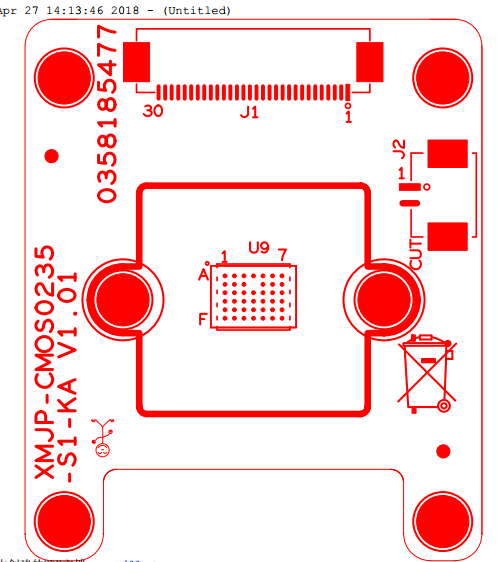 Apr 27 14:13:46 2018 - (Untitled)
0358185477
30
J1
1
J2
1
CUT
U9
1
7
A
F
XMJP-CMOS0235
-S1-KA V1.01